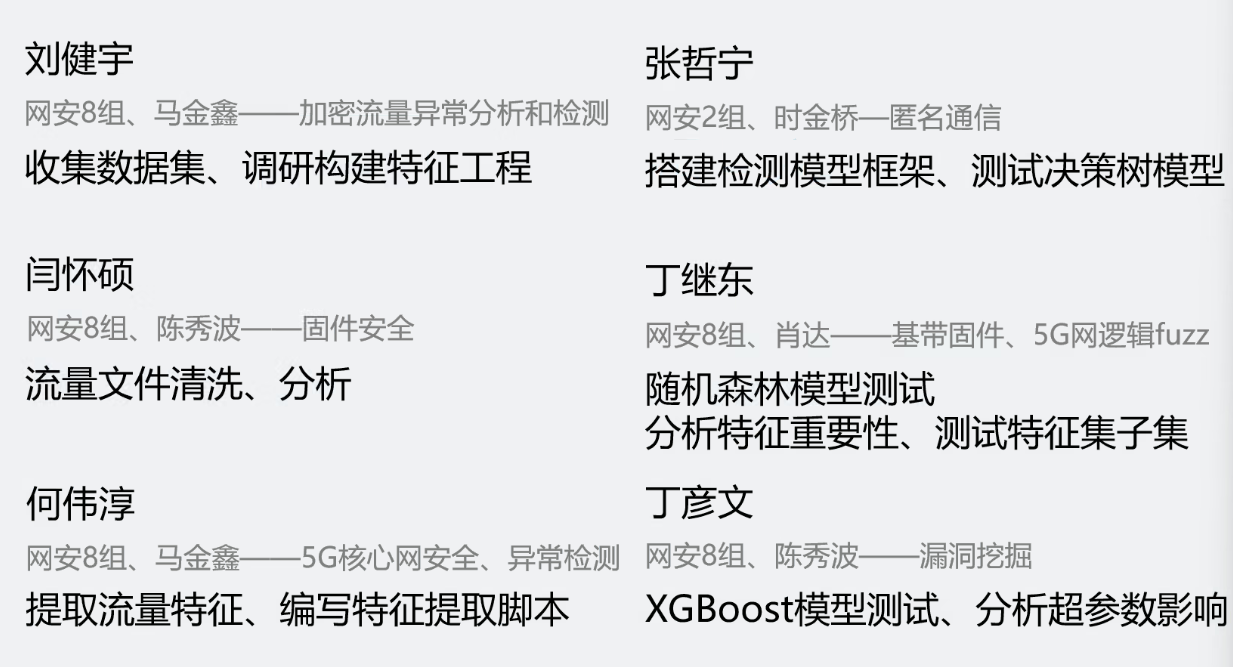 刘健宇
网安8组、马金鑫——加密流量异常分析和检测
收集数据集、调研构建特征工程
张哲宁
网安2组、时金桥—匿名通信
搭建检测模型框架、测试决策树模型
闫怀硕
网安8组、陈秀波——固件安全
流量文件清洗、分析
丁继东
网安8组、肖达——基带固件、5G网逻辑fuzz
随机森林模型测试
分析特征重要性、测试特征集子集
何伟淳
网安8组、马金鑫——5G核心网安全、异常检测
提取流量特征、编写特征提取脚本
丁彦文
网安8组、陈秀波——漏洞挖掘
XGBoost模型测试、分析超参数影响